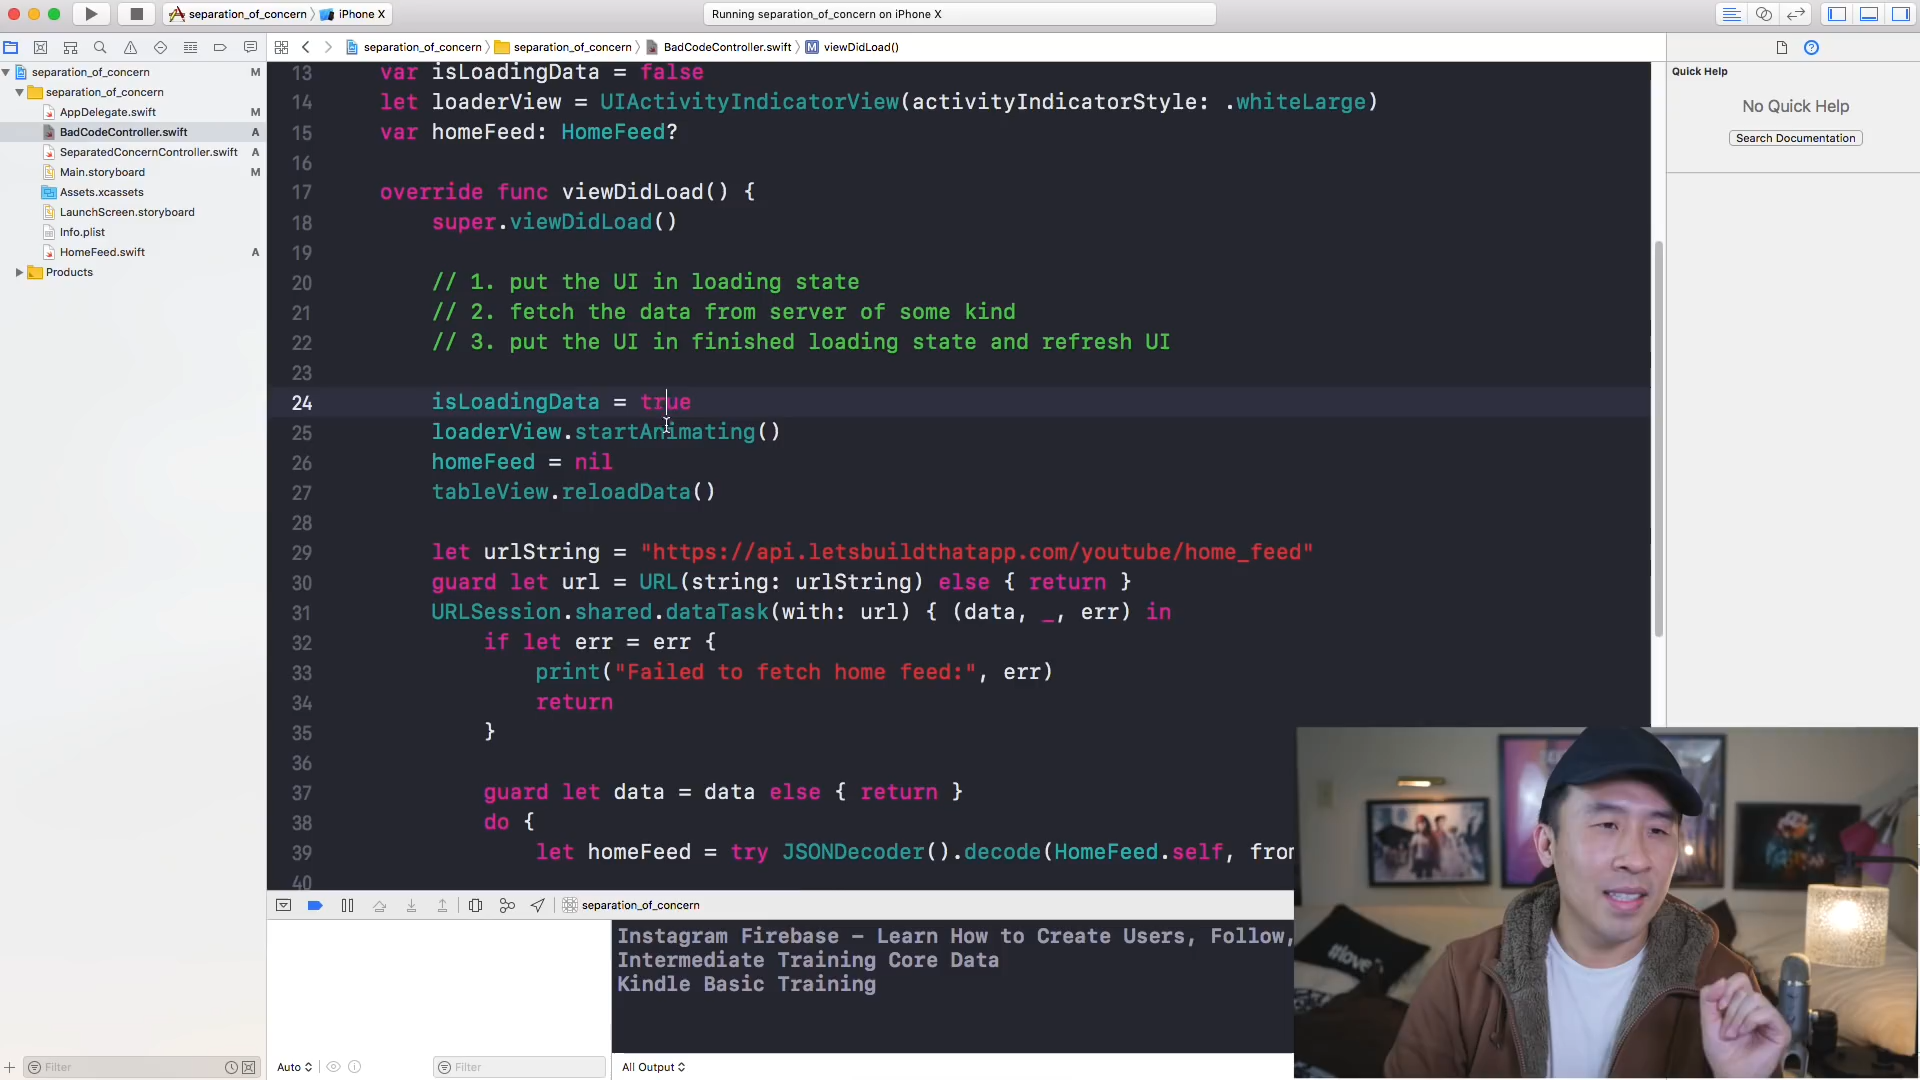 separation_of_concern
iPhone X
Running separation_of_concern on iPhone X
separation_of_concern
separation_of_concern
BadCodeController.swift
M
viewDidLoad()
separation_of_concern M
separation_of_concern
AppDelegate.swift M
BadCodeController.swift A
SeparatedConcernController.swift A
Main.storyboard M
Assets.xcassets
LaunchScreen.storyboard
Info.plist
HomeFeed.swift A
Products
Filter
13 var isLoadingData = false
14 let loaderView = UIActivityIndicatorView(activityIndicatorStyle: .whiteLarge)
15 var homeFeed: HomeFeed?
16
17 override func viewDidLoad() {
18 super.viewDidLoad()
19
20 // 1. put the UI in loading state
21 // 2. fetch the data from server of some kind
22 // 3. put the UI in finished loading state and refresh UI
23
24 isLoadingData = true
25 loaderView.startAnimating()
26 homeFeed = nil
27 tableView.reloadData()
28
29 let urlString = "https://api.letsbuildthatapp.com/youtube/home_feed"
30 guard let url = URL(string: urlString) else { return }
31 URLSession.shared.dataTask(with: url) { (data, _, err) in
32 if let err = err {
33 print("Failed to fetch home feed:", err)
34 return
35 }
36
37 guard let data = data else { return }
38 do {
39 let homeFeed = try JSONDecoder().decode(HomeFeed.self, fro
40
separation_of_concern
Instagram Firebase – Learn How to Create Users, Follow,
Intermediate Training Core Data
Kindle Basic Training
Auto
Filter
All Output
Quick Help
No Quick Help
Search Documentation
#love